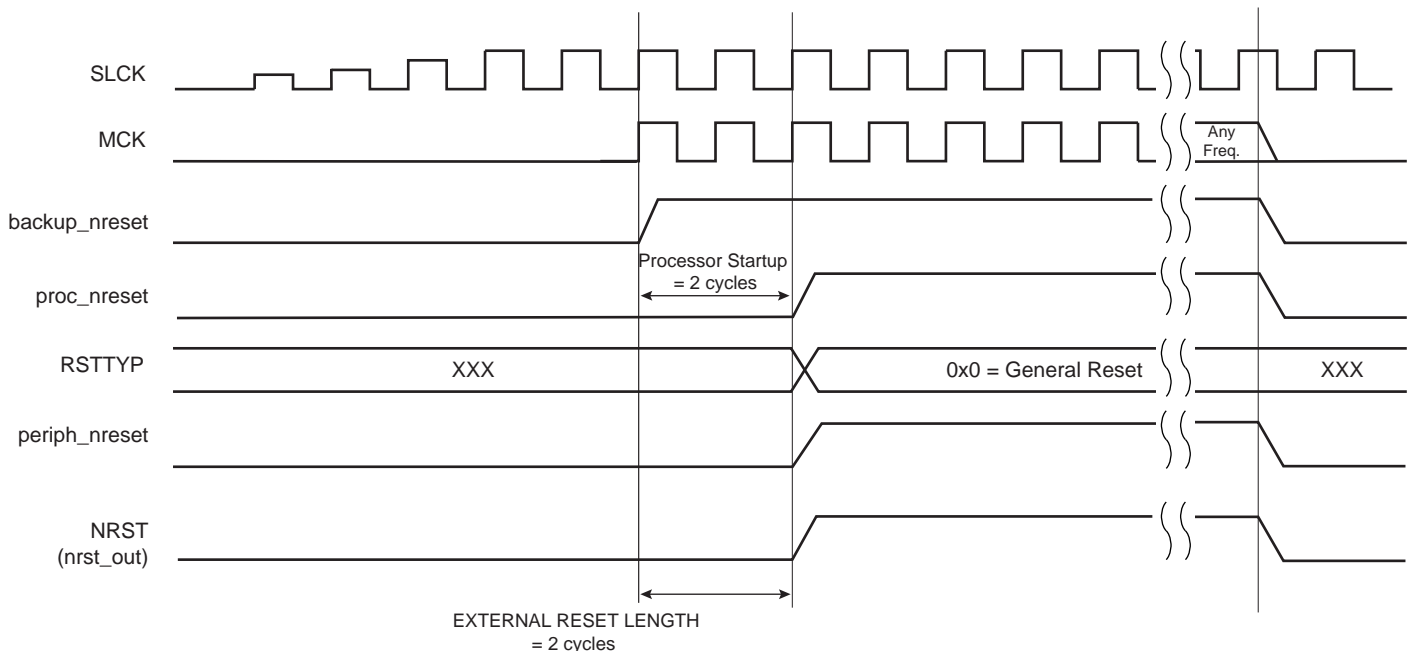 SLCK
MCK
Any
Freq.
backup_nreset
Processor Startup
= 2 cycles
proc_nreset
RSTTYP
XXX
0x0 = General Reset
XXX
periph_nreset
NRST
(nrst_out)
EXTERNAL RESET LENGTH
= 2 cycles